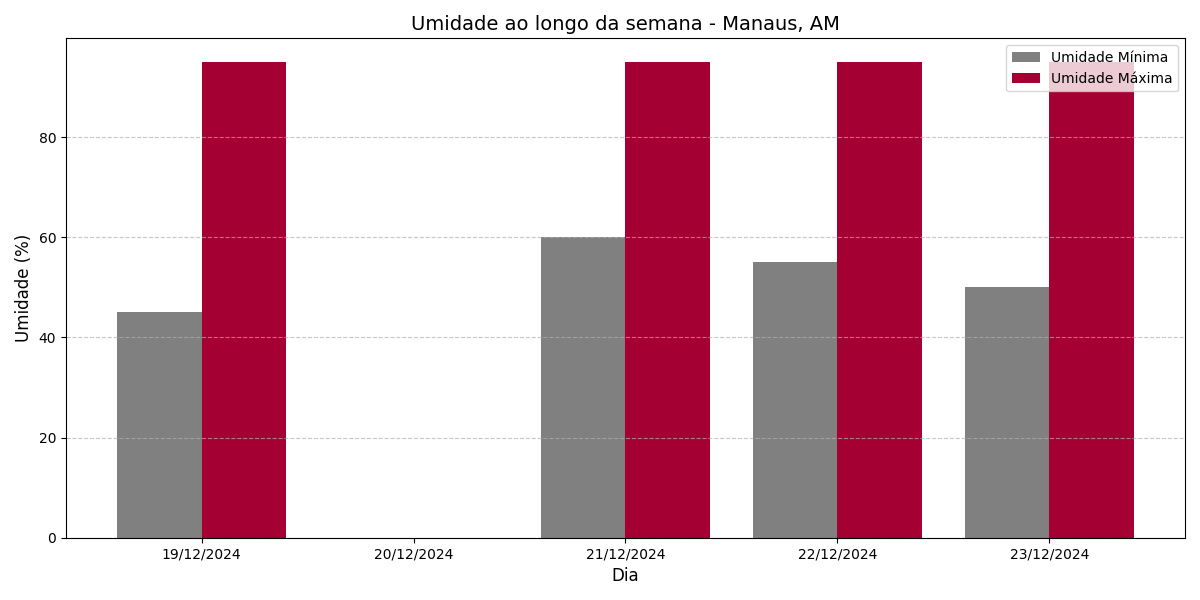 Umidade ao longo da semana - Manaus, AM
Umidade Mínima
Umidade Máxima
Umidade (%)
80
60
40
20
0
19/12/2024
20/12/2024
21/12/2024
22/12/2024
23/12/2024
Dia